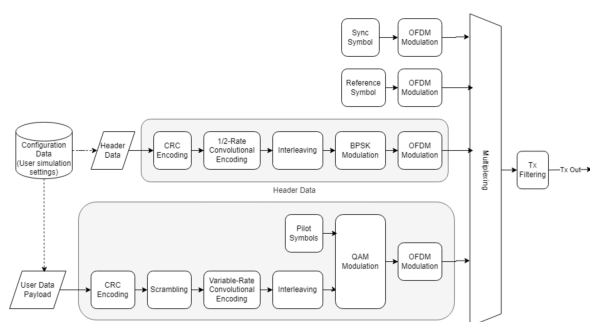 Sync
Symbol
OFDM
Modulation
Reference
Symbol
OFDM
Modulation
Configuration
Data
(User simulation
settings)
Header
Data
CRC
Encoding
1/2-Rate
Convolutional
Encoding
Interleaving
BPSK
Modulation
OFDM
Modulation
Header Data
Multiplexing
Tx
Filtering
Tx Out
Pilot
Symbols
QAM
Modulation
OFDM
Modulation
User Data
Payload
CRC
Encoding
Scrambling
Variable-Rate
Convolutional
Encoding
Interleaving